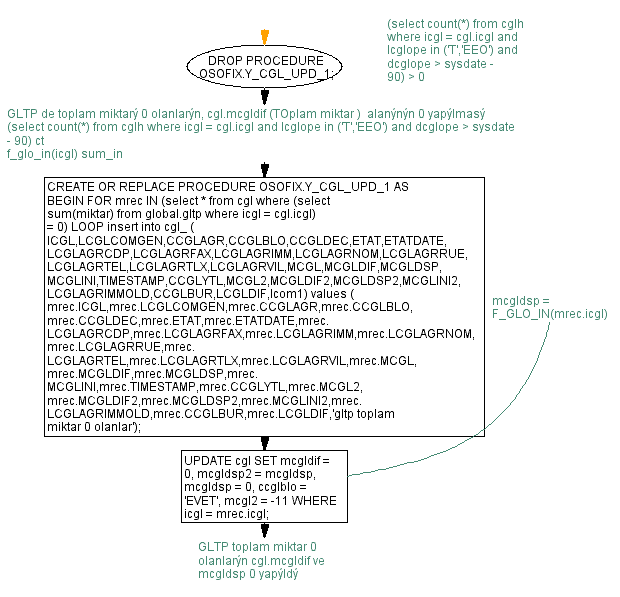 (select count(*) from cglh
where icgl = cgl.icgl and
lcglope in ('T','EEO') and
dcglope > sysdate -
90) > 0
DROP PROCEDURE
OSOFIX.Y_CGL_UPD_1;
GLTP de toplam miktarý 0 olanlarýn, cgl.mcgldif (TOplam miktar )  alanýnýn 0 yapýlmasý
(select count(*) from cglh where icgl = cgl.icgl and lcglope in ('T','EEO') and dcglope > sysdate
- 90) ct
f_glo_in(icgl) sum_in
CREATE OR REPLACE PROCEDURE OSOFIX.Y_CGL_UPD_1 AS
BEGIN FOR mrec IN (select * from cgl where (select
sum(miktar) from global.gltp where icgl = cgl.icgl)
= 0) LOOP insert into cgl_ (
ICGL,LCGLCOMGEN,CCGLAGR,CCGLBLO,CCGLDEC,ETAT,ETATDATE,
LCGLAGRCDP,LCGLAGRFAX,LCGLAGRIMM,LCGLAGRNOM,LCGLAGRRUE,
LCGLAGRTEL,LCGLAGRTLX,LCGLAGRVIL,MCGL,MCGLDIF,MCGLDSP,
MCGLINI,TIMESTAMP,CCGLYTL,MCGL2,MCGLDIF2,MCGLDSP2,MCGLINI2,
LCGLAGRIMMOLD,CCGLBUR,LCGLDIF,lcom1) values (
mrec.ICGL,mrec.LCGLCOMGEN,mrec.CCGLAGR,mrec.CCGLBLO,
mrec.CCGLDEC,mrec.ETAT,mrec.ETATDATE,mrec.
LCGLAGRCDP,mrec.LCGLAGRFAX,mrec.LCGLAGRIMM,mrec.LCGLAGRNOM,
mrec.LCGLAGRRUE,mrec.
LCGLAGRTEL,mrec.LCGLAGRTLX,mrec.LCGLAGRVIL,mrec.MCGL,
mrec.MCGLDIF,mrec.MCGLDSP,mrec.
MCGLINI,mrec.TIMESTAMP,mrec.CCGLYTL,mrec.MCGL2,
mrec.MCGLDIF2,mrec.MCGLDSP2,mrec.MCGLINI2,mrec.
LCGLAGRIMMOLD,mrec.CCGLBUR,mrec.LCGLDIF,'gltp toplam
miktar 0 olanlar');
mcgldsp =
F_GLO_IN(mrec.icgl)
UPDATE cgl SET mcgldif =
0, mcgldsp2 = mcgldsp,
mcgldsp = 0, ccglblo =
'EVET', mcgl2 = -11 WHERE
icgl = mrec.icgl;
GLTP toplam miktar 0
olanlarýn cgl.mcgldif ve
mcgldsp 0 yapýldý